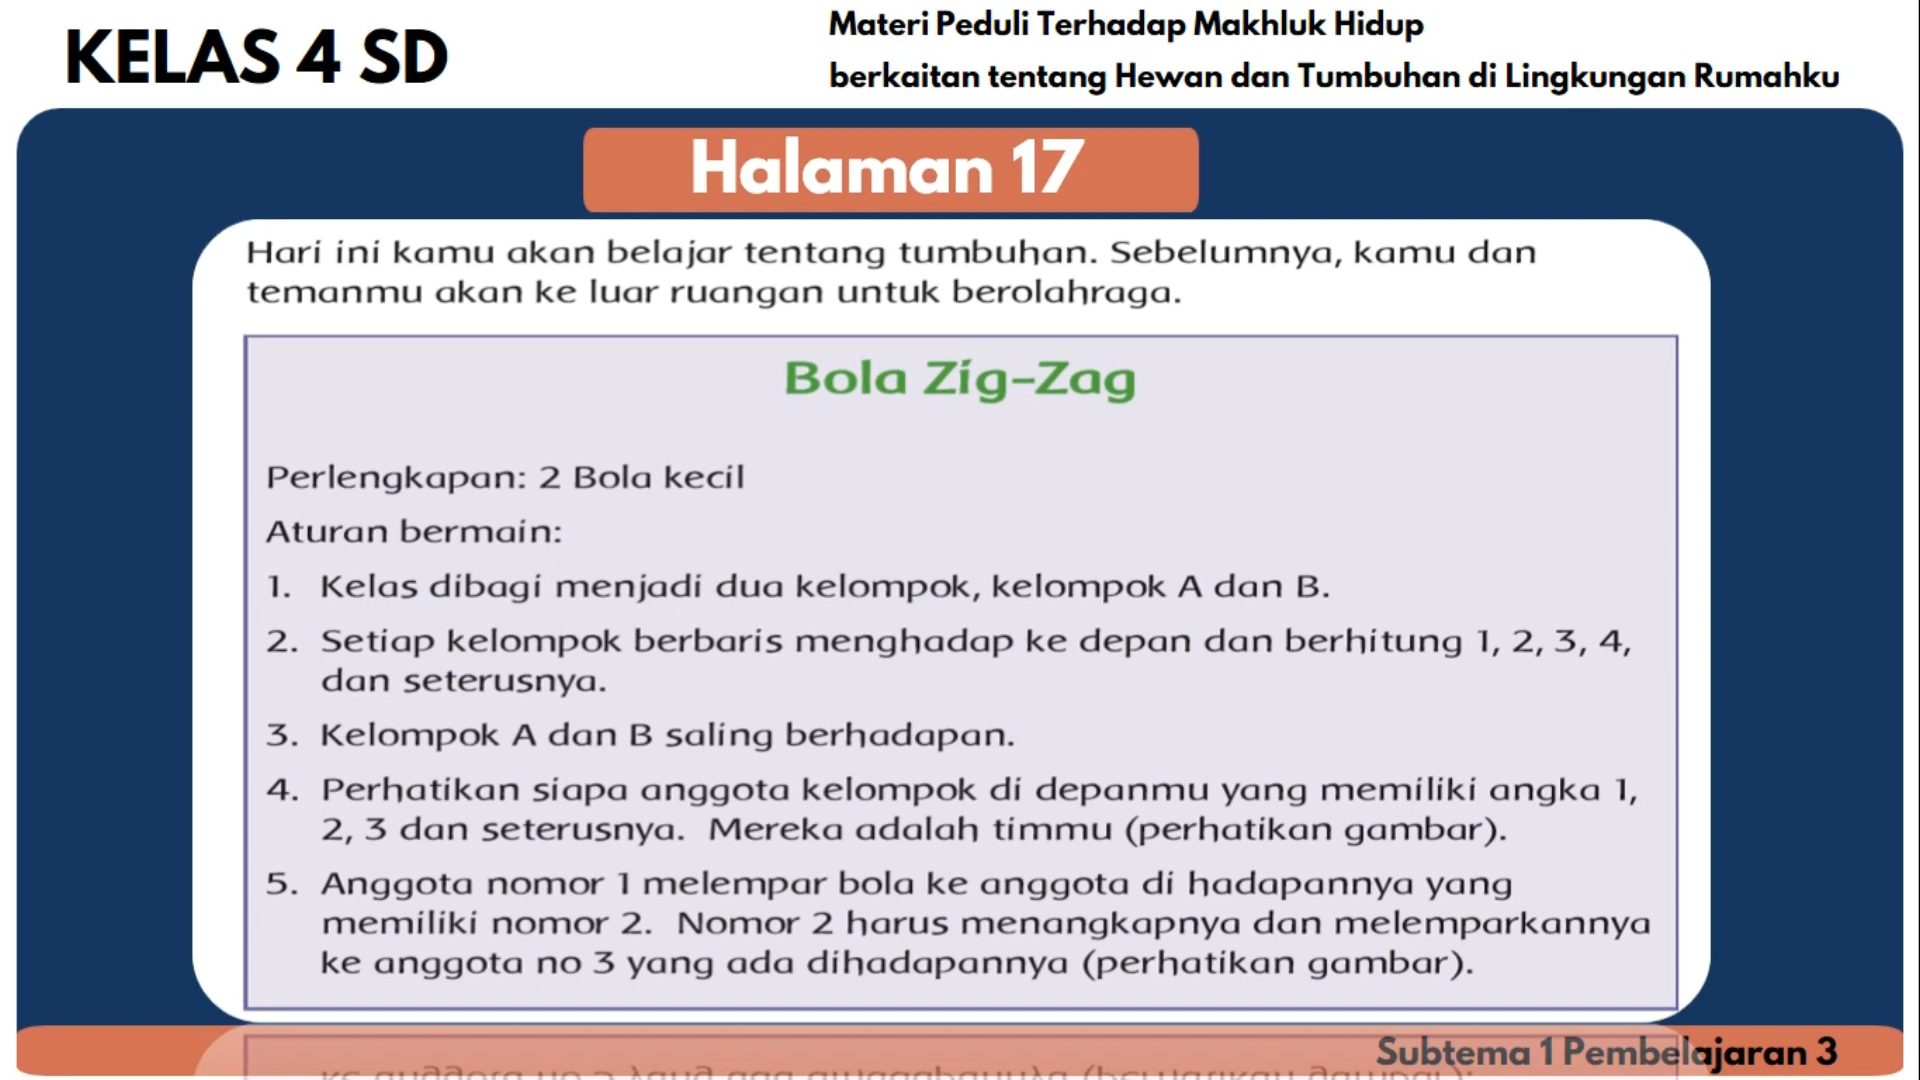 KELAS 4 SD
Materi Peduli Terhadap Makhluk Hidup
berkaitan tentang Hewan dan Tumbuhan di Lingkungan Rumahku
Halaman 17
Hari ini kamu akan belajar tentang tumbuhan. Sebelumnya, kamu dan
temanmu akan ke luar ruangan untuk berolahraga.
Bola Zig-Zag
Perlengkapan: 2 Bola kecil
Aturan bermain:
1. Kelas dibagi menjadi dua kelompok, kelompok A dan B.
2. Setiap kelompok berbaris menghadap ke depan dan berhitung 1, 2, 3, 4,
dan seterusnya.
3. Kelompok A dan B saling berhadapan.
4. Perhatikan siapa anggota kelompok di depanmu yang memiliki angka 1,
2, 3 dan seterusnya. Mereka adalah timmu (perhatikan gambar).
5. Anggota nomor 1 melempar bola ke anggota di hadapannya yang
memiliki nomor 2. Nomor 2 harus menangkapnya dan melemparkannya
ke anggota no 3 yang ada dihadapannya (perhatikan gambar).
Subtema 1 Pembelajaran 3